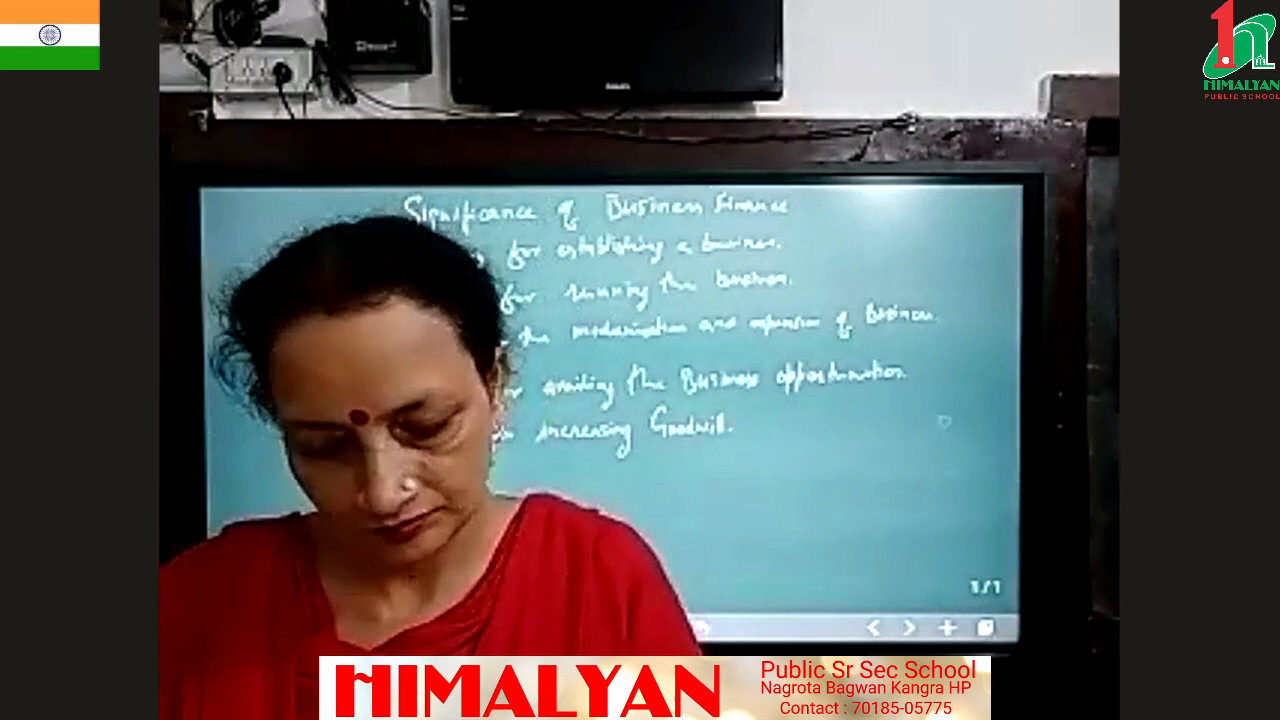 HIMALYAN
PUBLIC SCHOOL
Significance of Business Finance
for establishing a business.
for running the business.
the modernisation and expansion of Business
availing the Business opportunities.
increasing Goodwill.
1/1
HIMALYAN
Public Sr Sec School
Nagrota Bagwan Kangra HP
Contact : 70185-05775